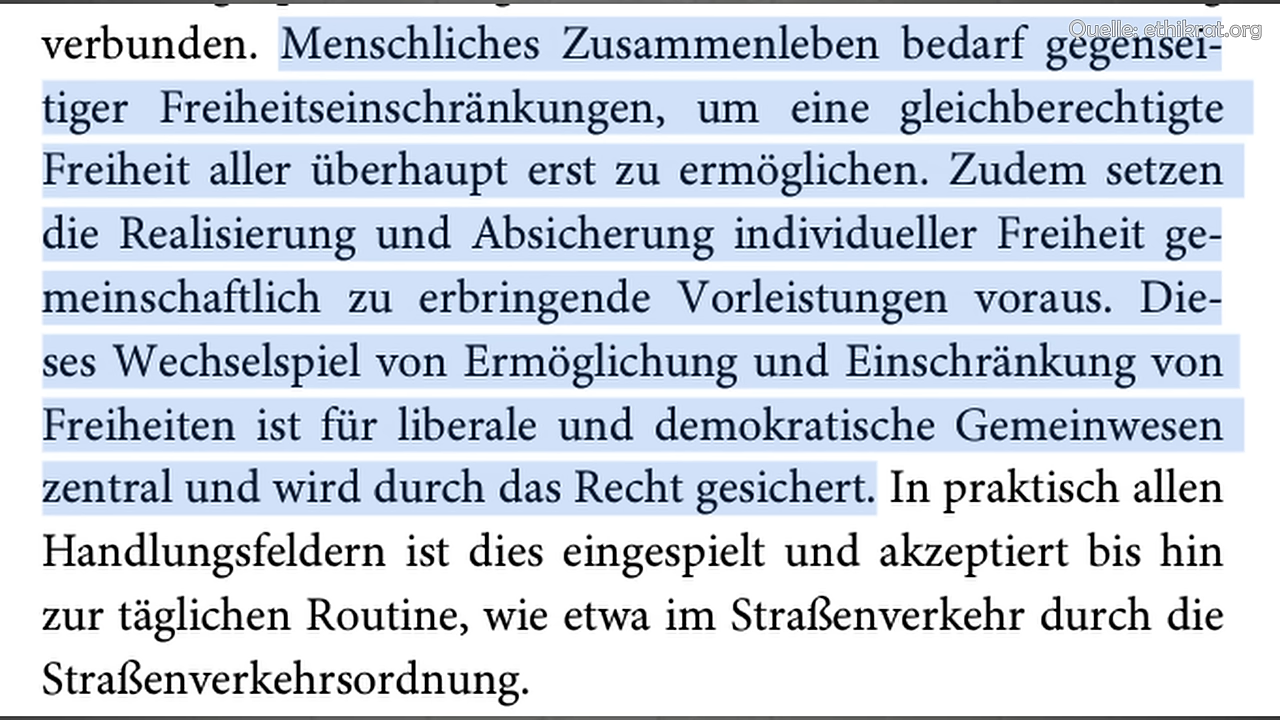 Quelle: ethikrat.org
verbunden. Menschliches Zusammenleben bedarf gegensei-
tiger Freiheitseinschränkungen, um eine gleichberechtigte
Freiheit aller überhaupt erst zu ermöglichen. Zudem setzen
die Realisierung und Absicherung individueller Freiheit ge-
meinschaftlich zu erbringende Vorleistungen voraus. Die-
ses Wechselspiel von Ermöglichung und Einschränkung von
Freiheiten ist für liberale und demokratische Gemeinwesen
zentral und wird durch das Recht gesichert. In praktisch allen
Handlungsfeldern ist dies eingespielt und akzeptiert bis hin
zur täglichen Routine, wie etwa im Straßenverkehr durch die
Straßenverkehrsordnung.